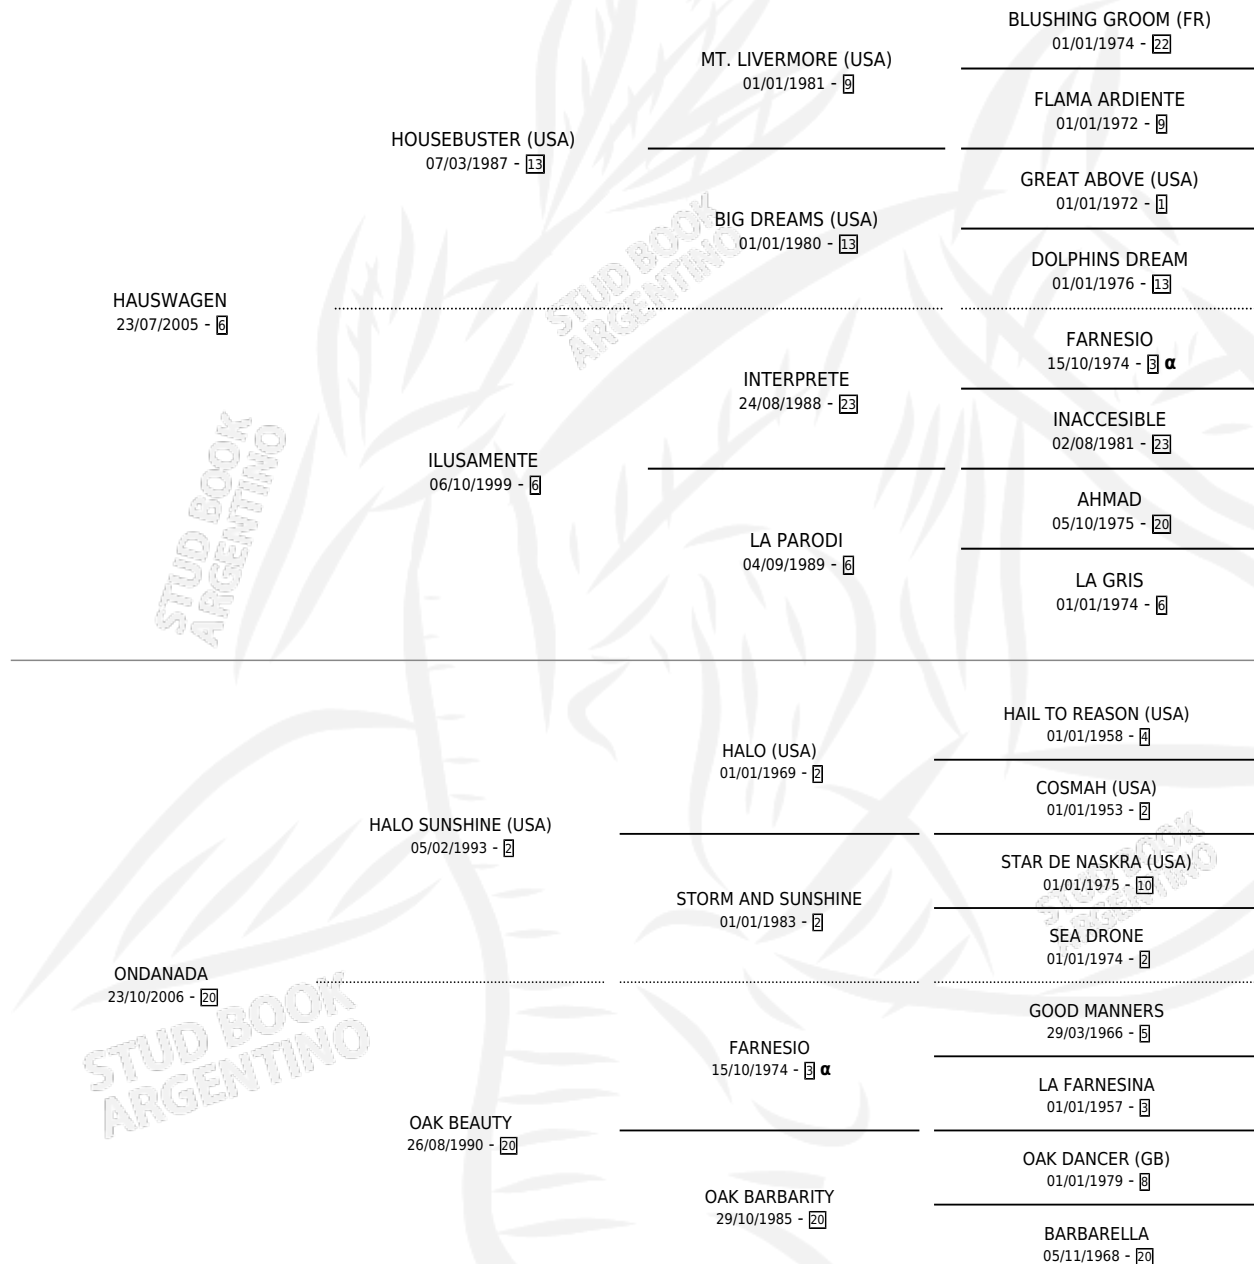 BLUSHING GROOM (FR)
01/01/1974 - 22
MT. LIVERMORE (USA)
01/01/1981 - 9
FLAMA ARDIENTE
01/01/1972 - 9
HOUSEBUSTER (USA)
07/03/1987 - 13
GREAT ABOVE (USA)
01/01/1972 - 1
BIG DREAMS (USA)
01/01/1980 - 13
DOLPHINS DREAM
01/01/1976 - 13
HAUSWAGEN
23/07/2005 - 6
STUD BOOK
ARGENTINO
FARNESIO
15/10/1974 - 3 α
INTERPRETE
24/08/1988 - 23
INACCESIBLE
02/08/1981 - 23
ILUSAMENTE
06/10/1999 - 6
AHMAD
05/10/1975 - 20
LA PARODI
04/09/1989 - 6
LA GRIS
01/01/1974 - 6
STUD BOOK
ARGENTINO
HAIL TO REASON (USA)
01/01/1958 - 4
HALO (USA)
01/01/1969 - 2
COSMAH (USA)
01/01/1953 - 2
HALO SUNSHINE (USA)
05/02/1993 - 2
STAR DE NASKRA (USA)
01/01/1975 - 10
STORM AND SUNSHINE
01/01/1983 - 2
SEA DRONE
01/01/1974 - 2
STUD BOOK
ARGENTINO
ONDANADA
23/10/2006 - 20
STUD BOOK
ARGENTINO
GOOD MANNERS
29/03/1966 - 5
FARNESIO
15/10/1974 - 3 α
LA FARNESINA
01/01/1957 - 3
OAK BEAUTY
26/08/1990 - 20
OAK DANCER (GB)
01/01/1979 - 8
OAK BARBARITY
29/10/1985 - 20
BARBARELLA
05/11/1968 - 20